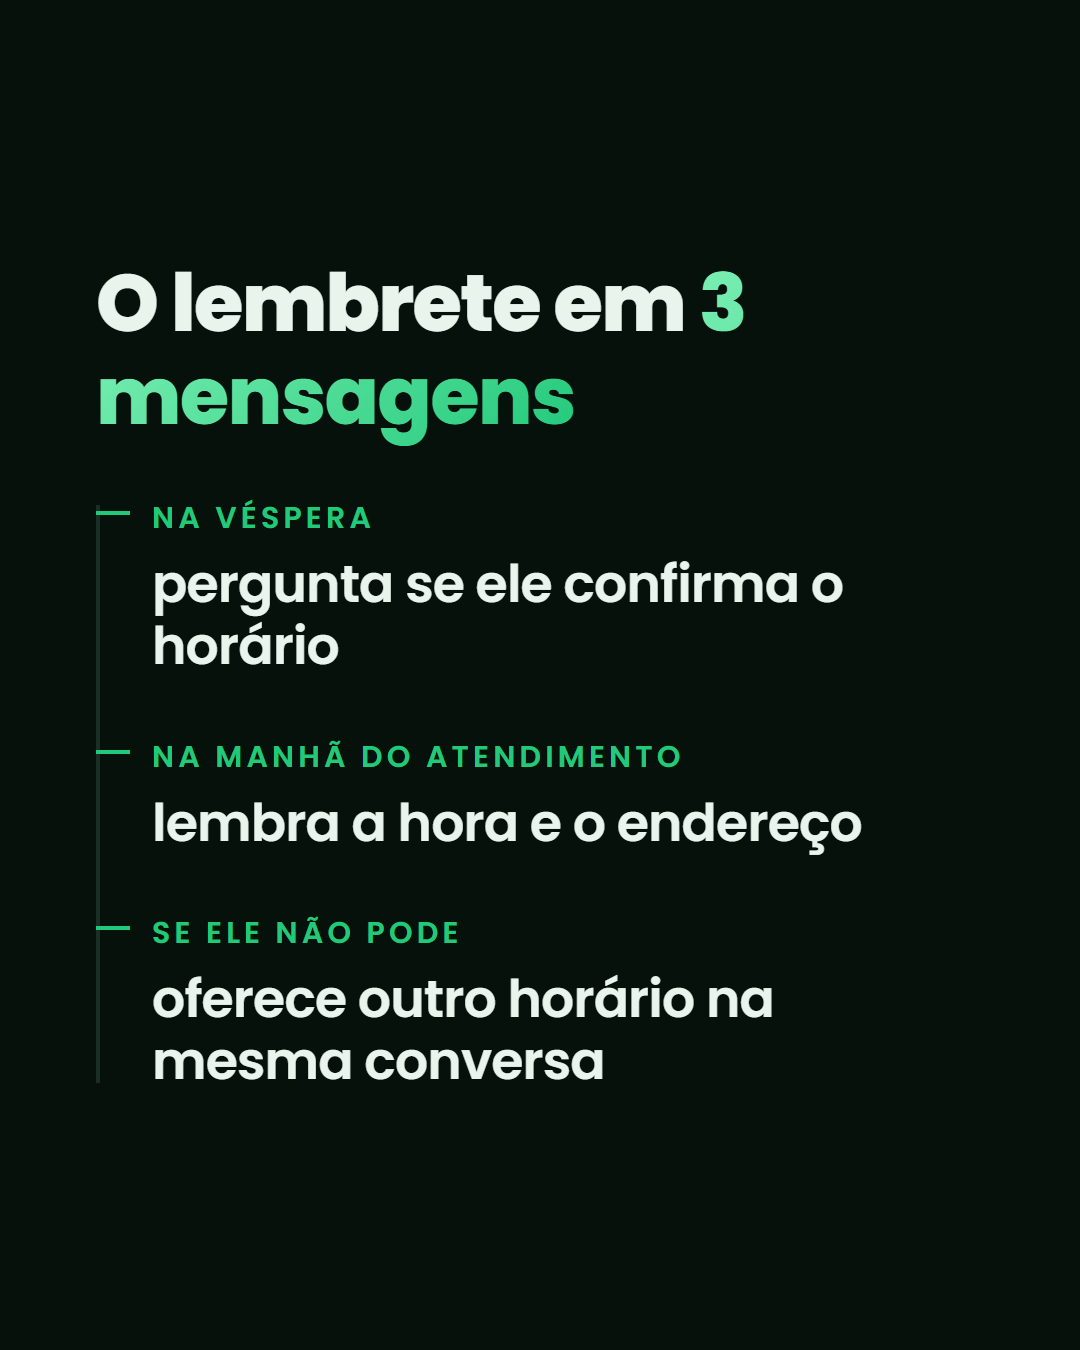 O lembrete em 3
mensagens
NA VÉSPERA
pergunta se ele confirma o
horário
NA MANHÃ DO ATENDIMENTO
lembra a hora e o endereço
SE ELE NÃO PODE
oferece outro horário na
mesma conversa